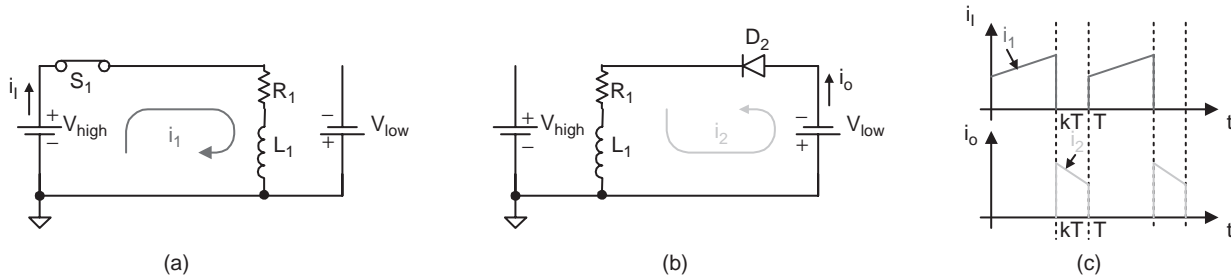 i_I
S_1
+
V_high
−
i_1
R_1
L_1
−
+
V_low
(a)
+
V_high
−
R_1
L_1
D_2
i_2
i_o
−
+
V_low
(b)
i_I
i_1
kT T t
i_o
i_2
kT T t
(c)